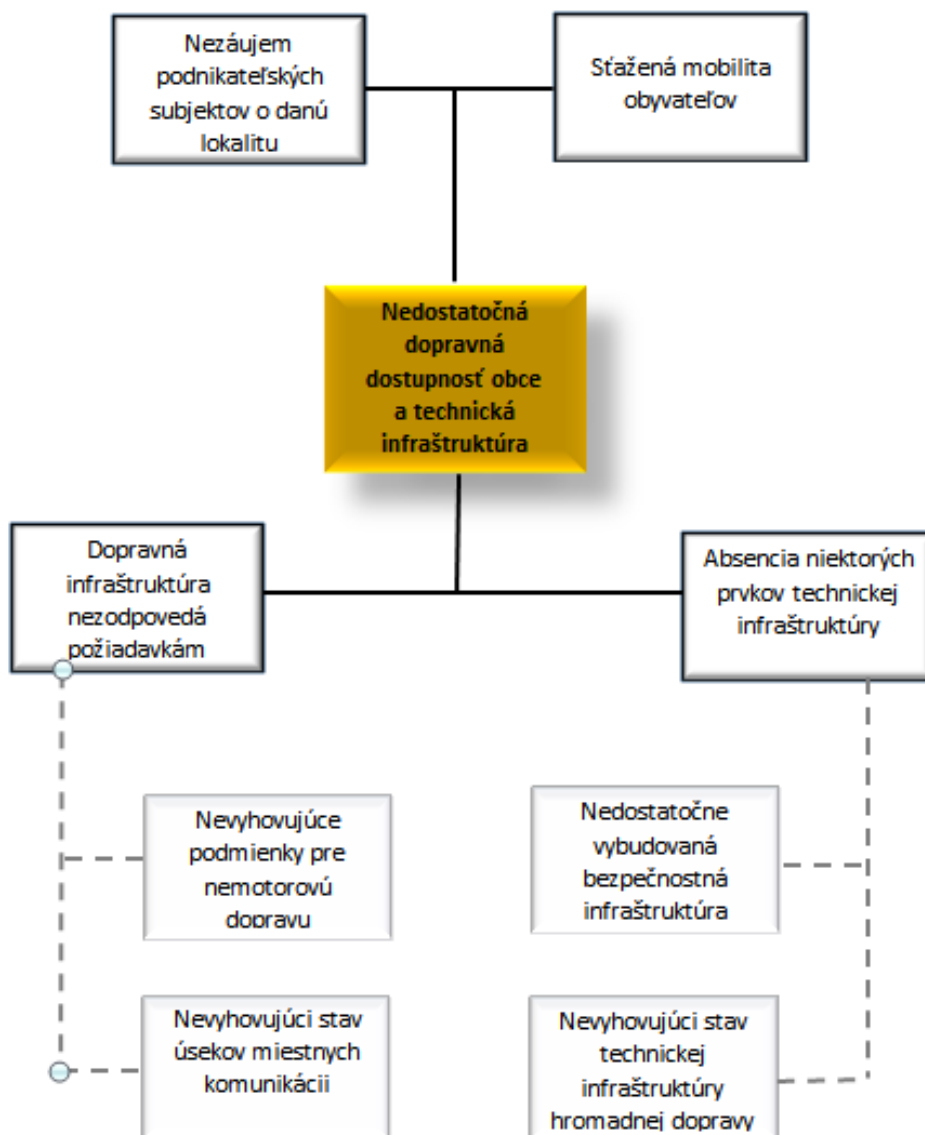 Nezáujem
podnikateľských
subjektov o danú
lokalitu
Sťažená mobilita
obyvateľov
Nedostatočná
dopravná
dostupnosť obce
a technická
infraštruktúra
Dopravná
infraštruktúra
nezodpovedá
požiadavkám
Absencia niektorých
prvkov technickej
infraštruktúry
Nevyhovujúce
podmienky pre
nemotorovú
dopravu
Nedostatočne
vybudovaná
bezpečnostná
infraštruktúra
Nevyhovujúci stav
úsekov miestnych
komunikácii
Nevyhovujúci stav
technickej
infraštruktúry
hromadnej dopravy